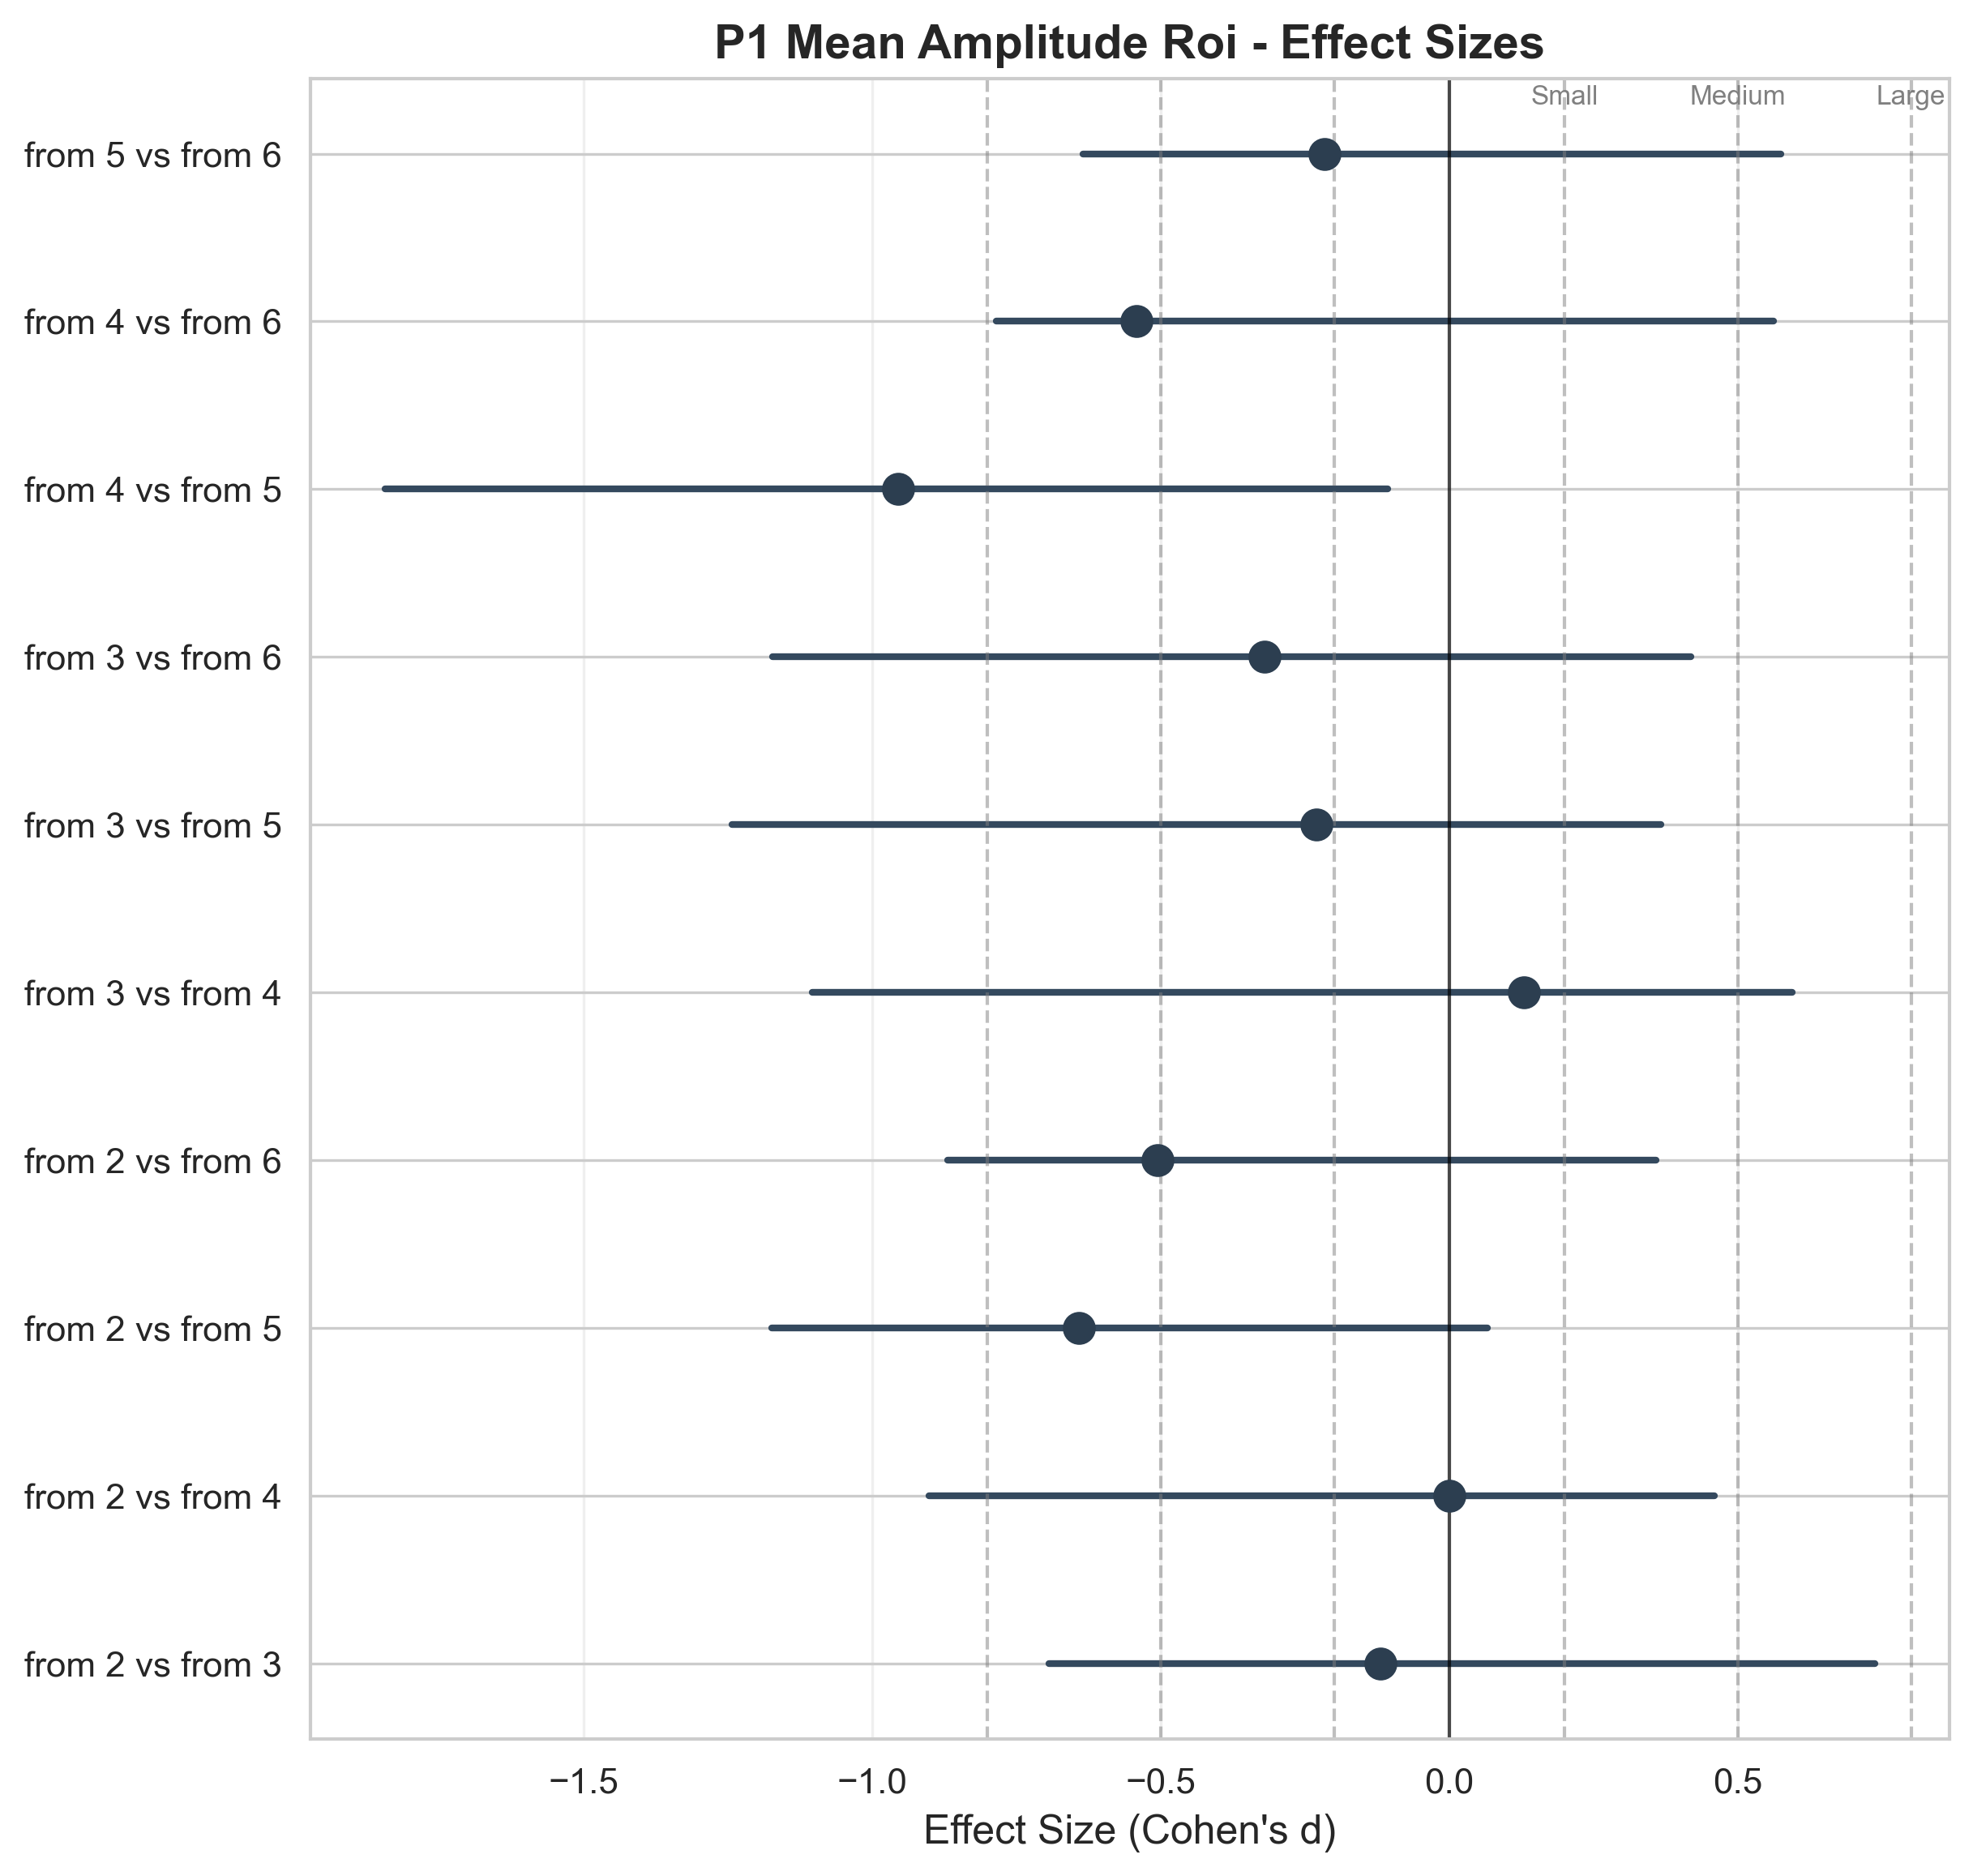 P1 Mean Amplitude Roi - Effect Sizes
Small Medium Large
from 5 vs from 6
from 4 vs from 6
from 4 vs from 5
from 3 vs from 6
from 3 vs from 5
from 3 vs from 4
from 2 vs from 6
from 2 vs from 5
from 2 vs from 4
from 2 vs from 3
−1.5 −1.0 −0.5 0.0 0.5
Effect Size (Cohen's d)